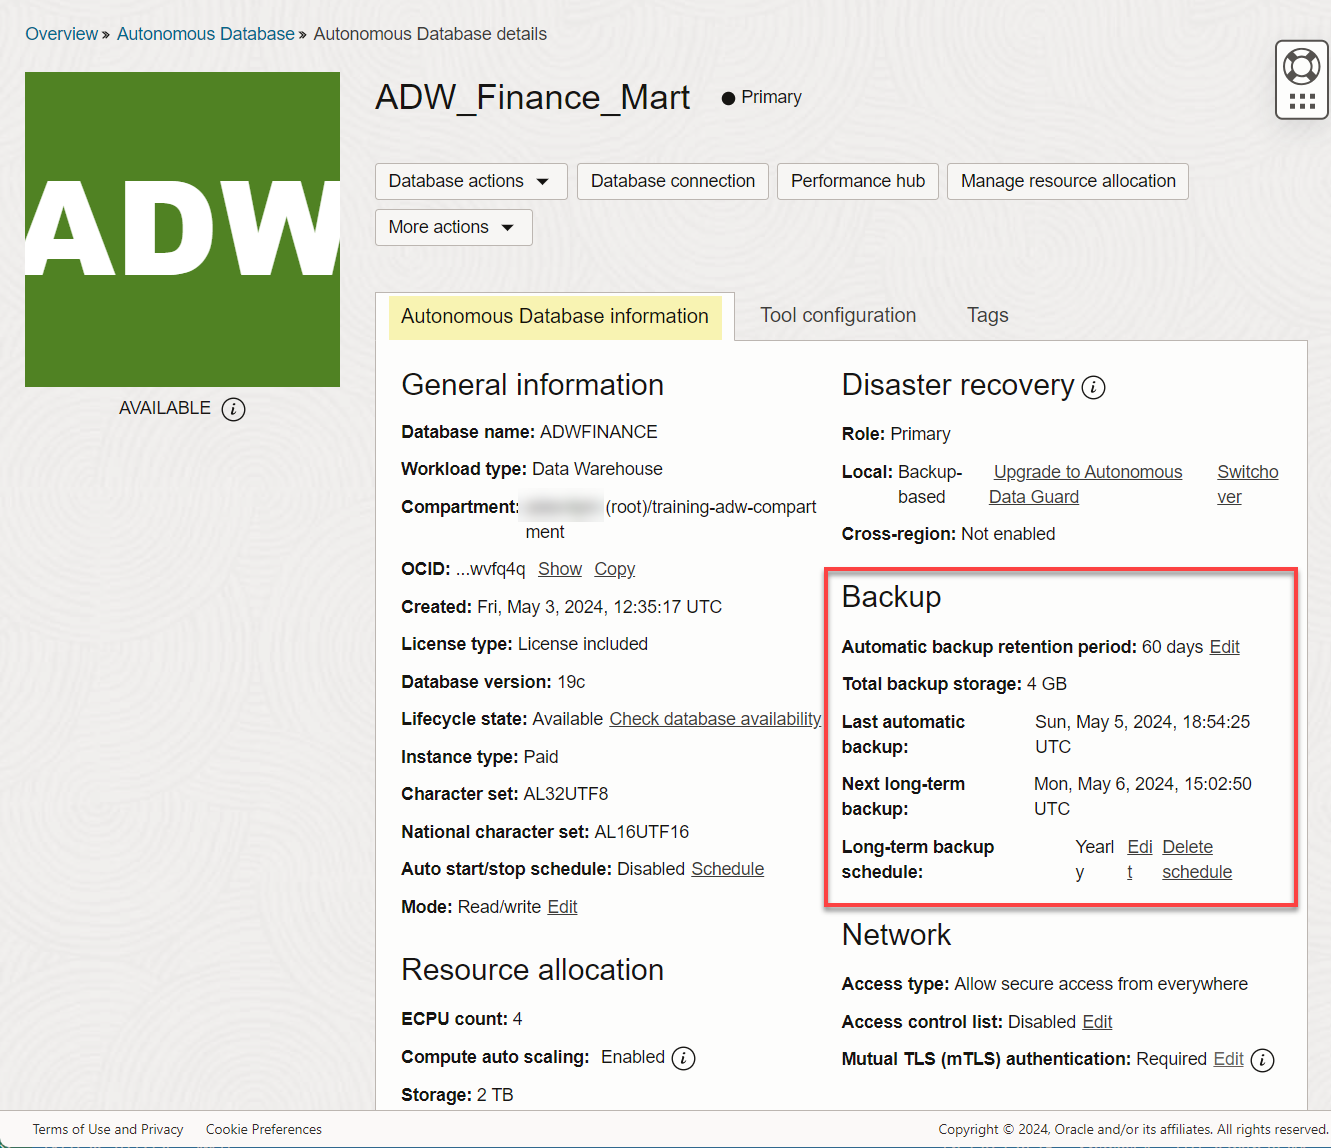 Overview » Autonomous Database » Autonomous Database details
ADW
AVAILABLE
ADW_Finance_Mart
Primary
Database actions
Database connection
Performance hub
Manage resource allocation
More actions
Autonomous Database information
Tool configuration
Tags
General information
Database name: ADWFINANCE
Workload type: Data Warehouse
Compartment: (root)/training-adw-compart
ment
OCID: ...wvfq4q Show Copy
Created: Fri, May 3, 2024, 12:35:17 UTC
License type: License included
Database version: 19c
Lifecycle state: Available Check database availability
Instance type: Paid
Character set: AL32UTF8
National character set: AL16UTF16
Auto start/stop schedule: Disabled Schedule
Mode: Read/write Edit
Resource allocation
ECPU count: 4
Compute auto scaling: Enabled
Storage: 2 TB
Disaster recovery
Role: Primary
Local: Backup- Upgrade to Autonomous Switcho
based Data Guard ver
Cross-region: Not enabled
Backup
Automatic backup retention period: 60 days Edit
Total backup storage: 4 GB
Last automatic Sun, May 5, 2024, 18:54:25
backup: UTC
Next long-term Mon, May 6, 2024, 15:02:50
backup: UTC
Long-term backup Yearl Edi Delete
schedule: y t schedule
Network
Access type: Allow secure access from everywhere
Access control list: Disabled Edit
Mutual TLS (mTLS) authentication: Required Edit
Terms of Use and Privacy Cookie Preferences
Copyright © 2024, Oracle and/or its affiliates. All rights reserved.